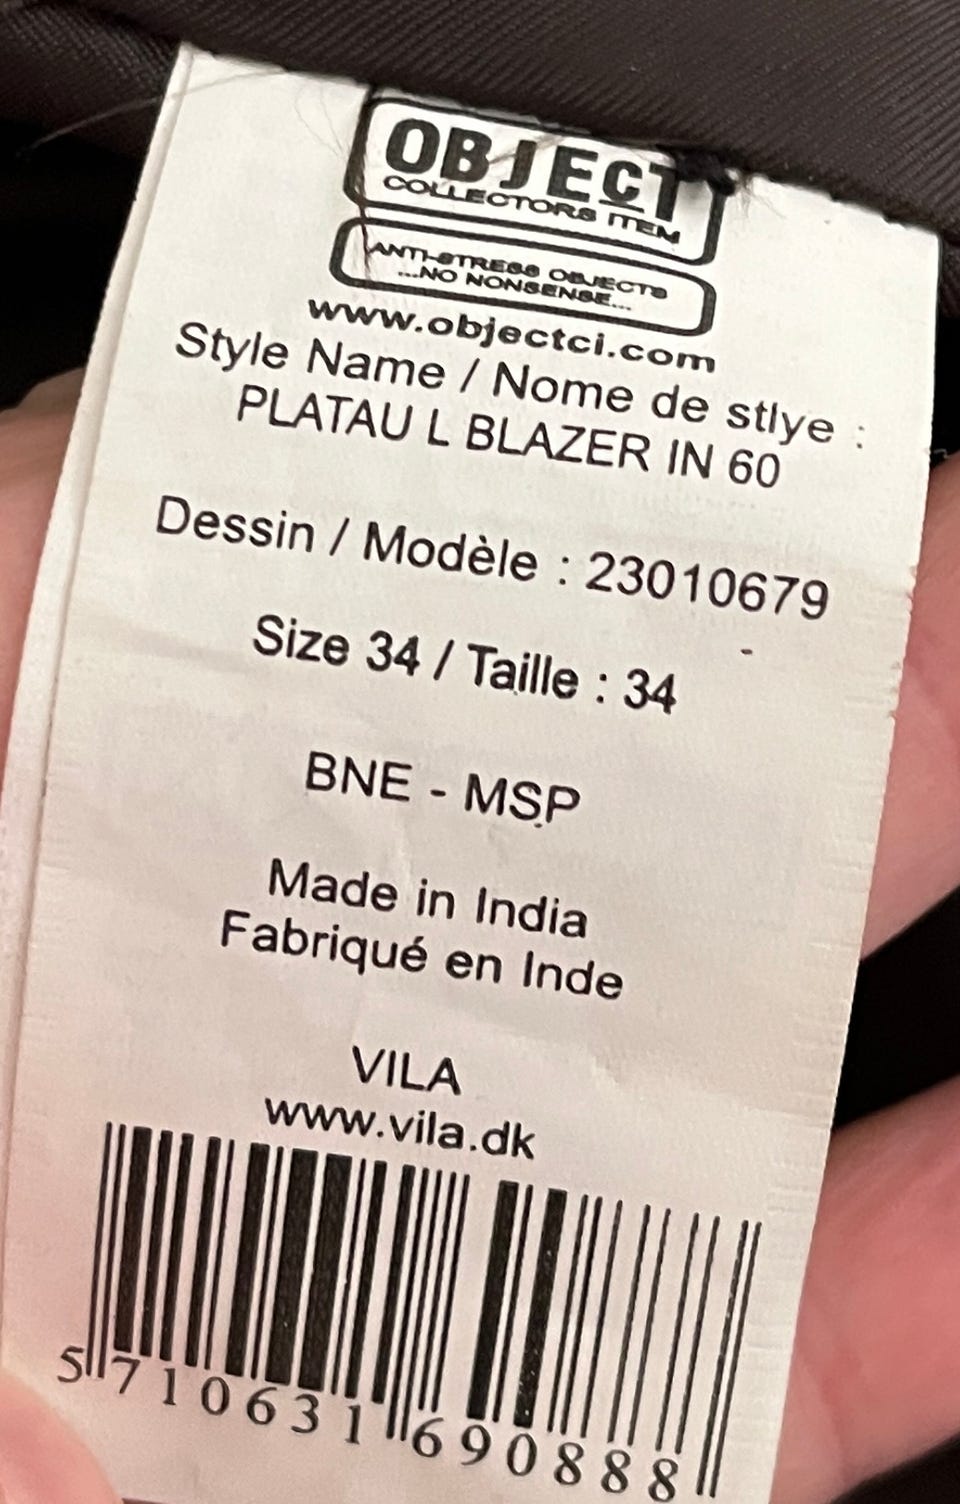 OBJECT
COLLECTORS ITEM
ANTI-STRESS OBJECTS
...NO NONSENSE...
www.objectci.com
Style Name / Nome de stlye :
PLATAU L BLAZER IN 60
Dessin / Modèle : 23010679
Size 34 / Taille : 34
BNE - MSP
Made in India
Fabriqué en Inde
VILA
www.vila.dk
5 710631 690888